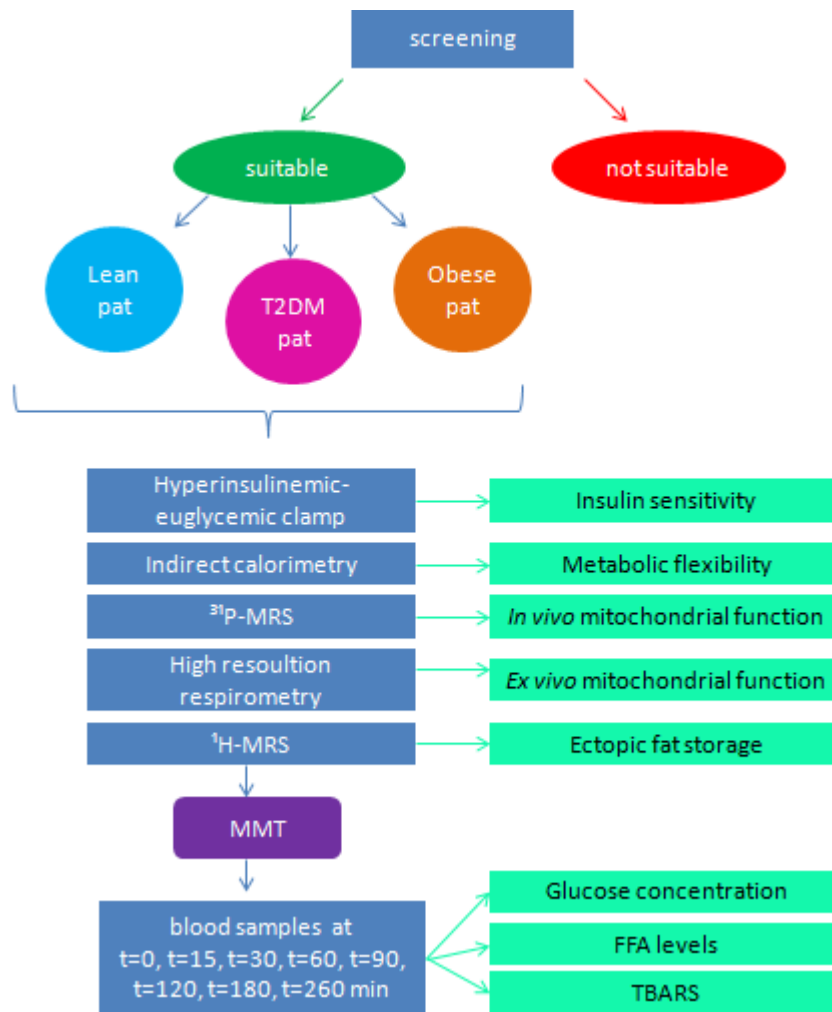 screening
suitable
not suitable
Lean
pat
T2DM
pat
Obese
pat
Hyperinsulinemic-
euglycemic clamp
Insulin sensitivity
Indirect calorimetry
Metabolic flexibility
³¹P-MRS
In vivo mitochondrial function
High resoultion
respirometry
Ex vivo mitochondrial function
¹H-MRS
Ectopic fat storage
MMT
blood samples at
t=0, t=15, t=30, t=60, t=90,
t=120, t=180, t=260 min
Glucose concentration
FFA levels
TBARS